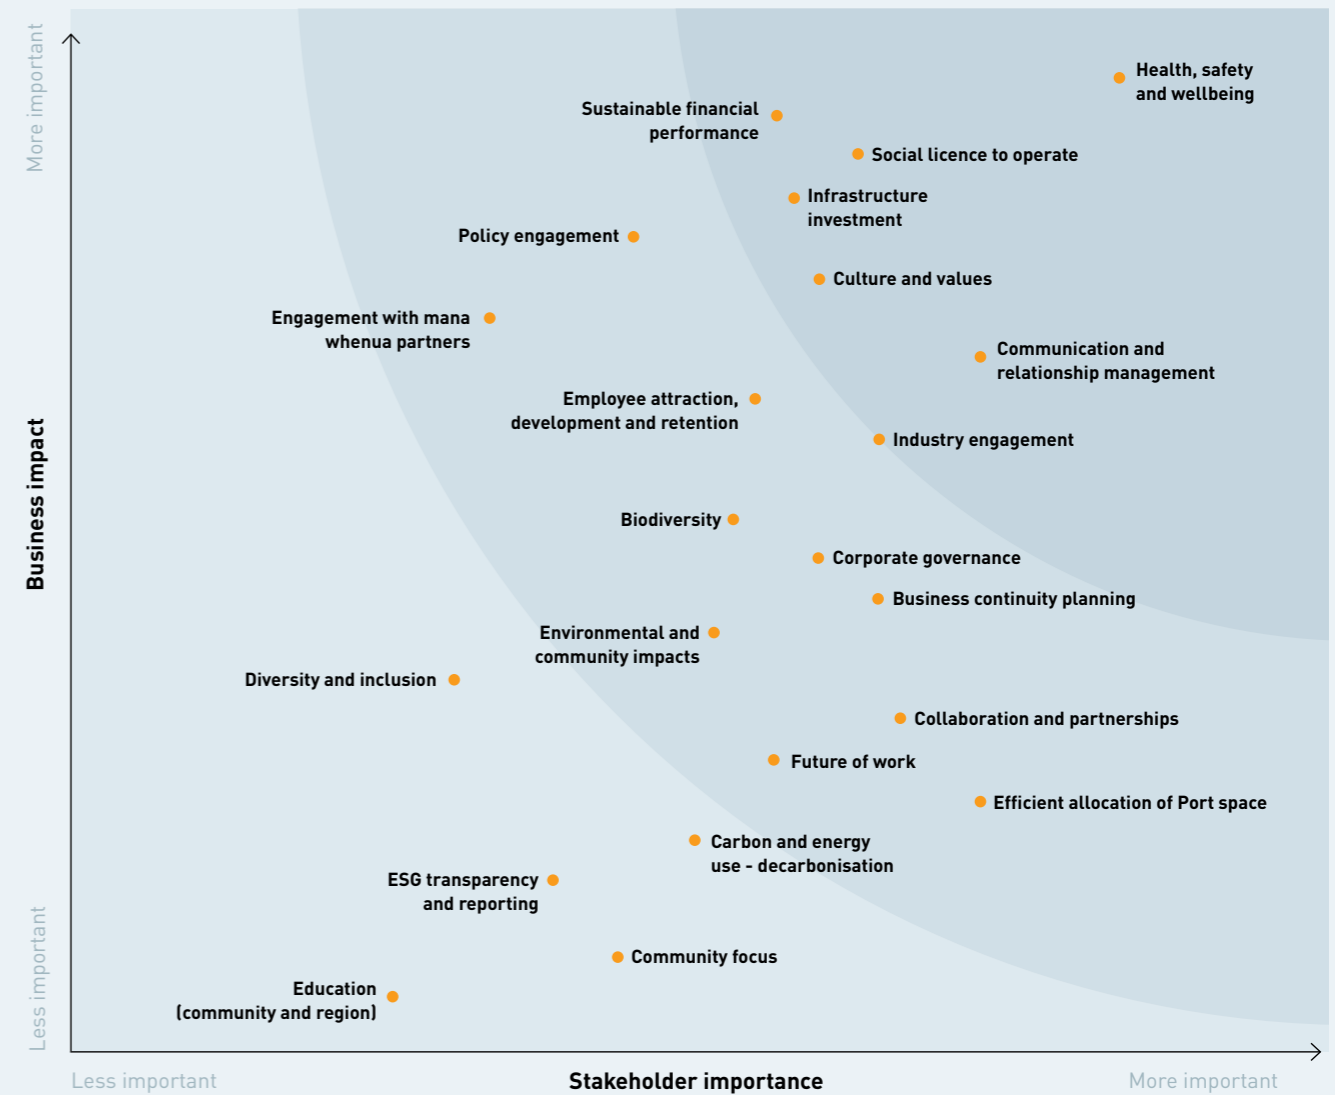 More important
Health, safety
and wellbeing
Sustainable financial
performance
Social licence to operate
Infrastructure
investment
Policy engagement
Culture and values
Engagement with mana
whenua partners
Communication and
relationship management
Employee attraction,
development and retention
Industry engagement
Business impact
Biodiversity
Corporate governance
Business continuity planning
Environmental and
community impacts
Diversity and inclusion
Collaboration and partnerships
Future of work
Efficient allocation of Port space
Carbon and energy
use - decarbonisation
ESG transparency
and reporting
Community focus
Education
(community and region)
Less important
Less important
Stakeholder importance
More important